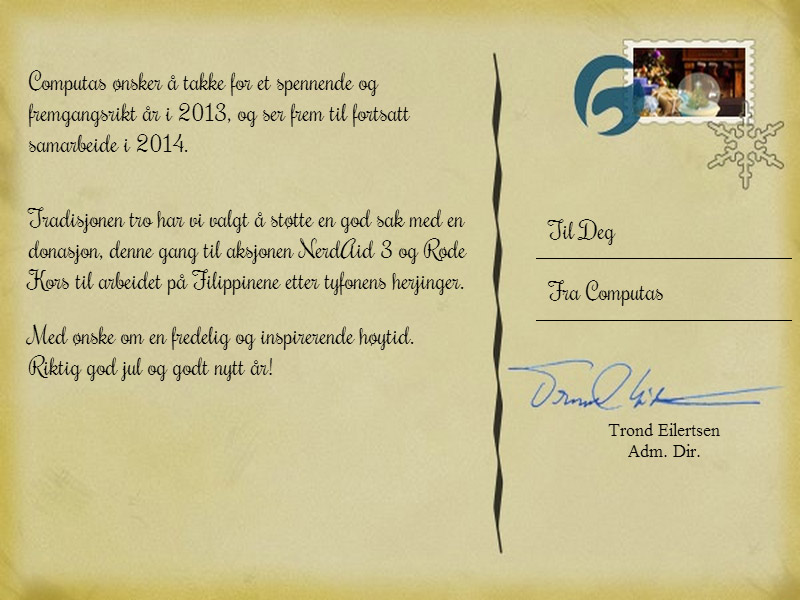 Computas ønsker å takke for et spennende og
fremgangsrikt år i 2013, og ser frem til fortsatt
samarbeide i 2014.
Tradisjonen tro har vi valgt å støtte en god sak med en
donasjon, denne gang til aksjonen NerdAid 3 og Røde
Kors til arbeidet på Filippinene etter tyfonens herjinger.
Med ønske om en fredelig og inspirerende høytid.
Riktig god jul og godt nytt år!
Til Deg
Fra Computas
Trond Eilertsen
Adm. Dir.